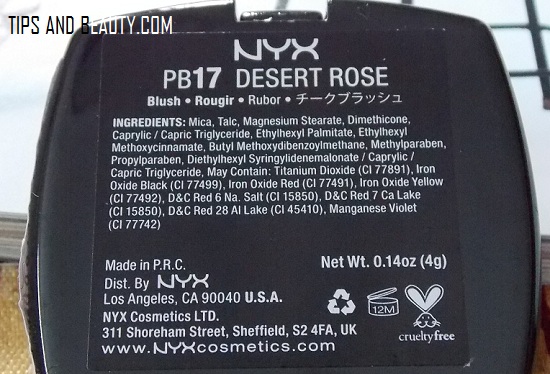 TIPS AND BEAUTY.COM
NYX
PB17 DESERT ROSE
Blush • Rougir • Rubor • チークブラッシュ
INGREDIENTS: Mica, Talc, Magnesium Stearate, Dimethicone,
Caprylic / Capric Triglyceride, Ethylhexyl Palmitate, Ethylhexyl
Methoxycinnamate, Butyl Methoxydibenzoylmethane, Methylparaben,
Propylparaben, Diethylhexyl Syringylidenemalonate / Caprylic /
Capric Triglyceride, May Contain: Titanium Dioxide (CI 77891), Iron
Oxide Black (CI 77499), Iron Oxide Red (CI 77491), Iron Oxide Yellow
(CI 77492), D&C Red 6 Na. Salt (CI 15850), D&C Red 7 Ca Lake
(CI 15850), D&C Red 28 Al Lake (CI 45410), Manganese Violet
(CI 77742)
Made in P.R.C.
Net Wt. 0.14oz (4g)
Dist. By NYX
Los Angeles, CA 90040 U.S.A.
NYX Cosmetics LTD.
311 Shoreham Street, Sheffield, S2 4FA, UK
www.NYXcosmetics.com
12M
crueltyfree